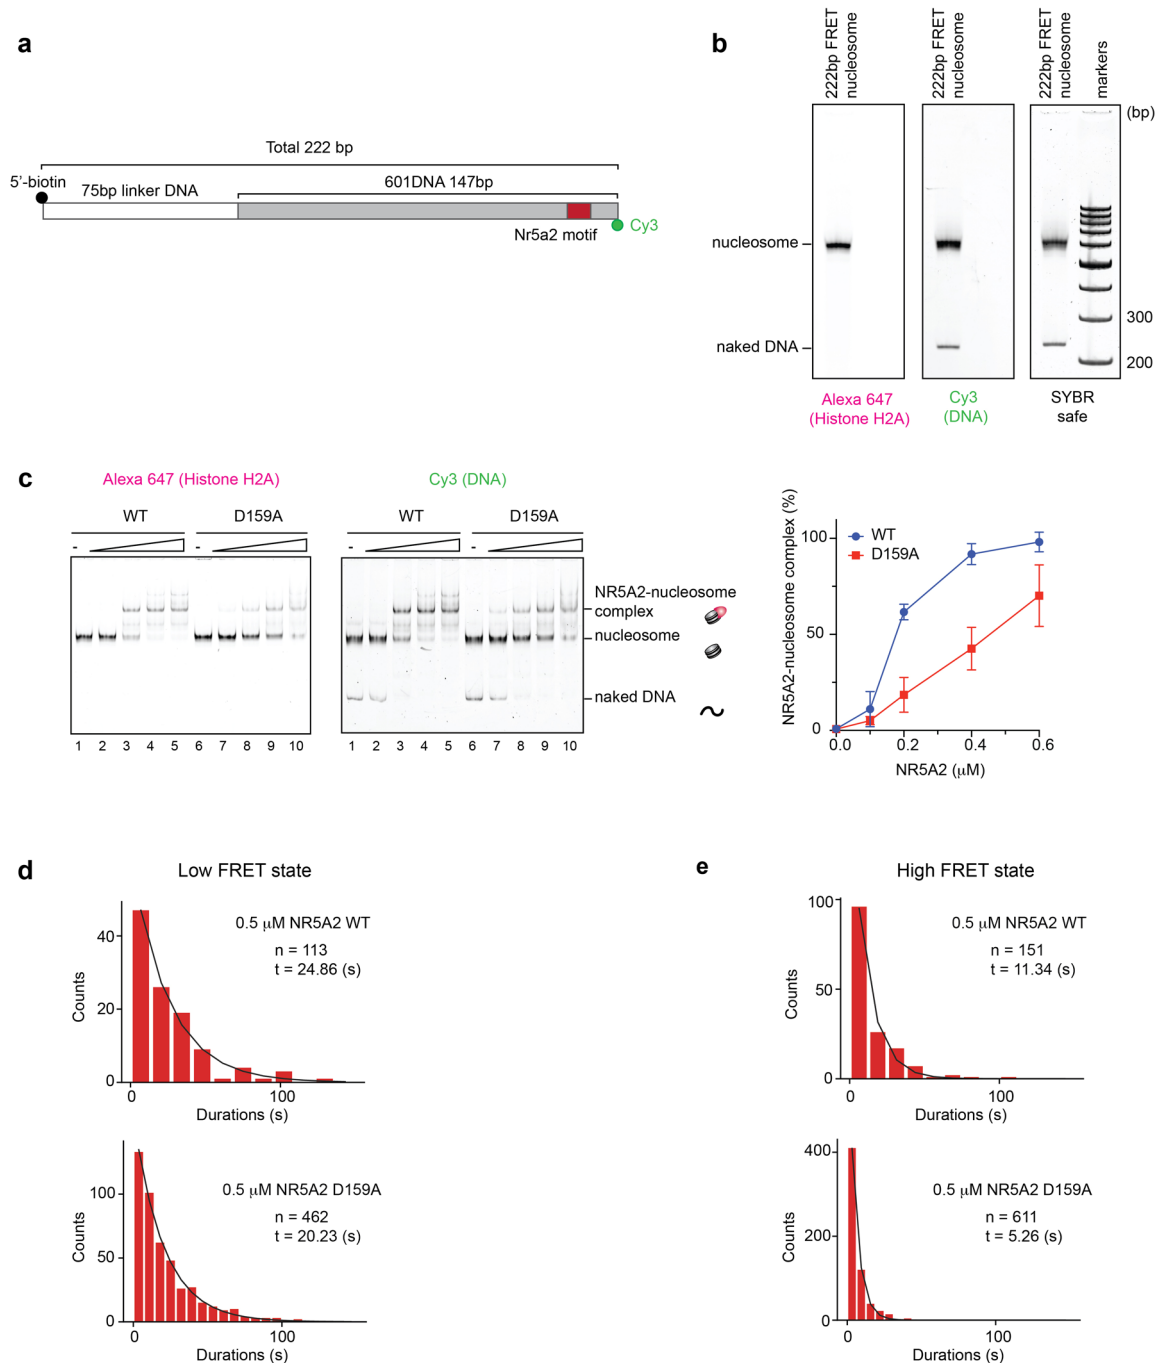 a
Total 222 bp
5'-biotin
75bp linker DNA
601DNA 147bp
Nr5a2 motif
Cy3
b
222bp FRET
nucleosome
222bp FRET
nucleosome
222bp FRET
nucleosome
markers
(bp)
nucleosome
naked DNA
300
200
Alexa 647
(Histone H2A)
Cy3
(DNA)
SYBR
safe
c
Alexa 647 (Histone H2A)
WT
D159A
-
-
1 2 3 4 5 6 7 8 9 10
Cy3 (DNA)
WT
D159A
-
-
1 2 3 4 5 6 7 8 9 10
NR5A2-nucleosome
complex
nucleosome
naked DNA
NR5A2-nucleosome complex (%)
100
50
0
WT
D159A
0.0 0.2 0.4 0.6
NR5A2 (μM)
d
Low FRET state
0.5 μM NR5A2 WT
n = 113
t = 24.86 (s)
Counts
40
20
0
0 100
Durations (s)
0.5 μM NR5A2 D159A
n = 462
t = 20.23 (s)
Counts
100
50
0
0 100
Durations (s)
e
High FRET state
0.5 μM NR5A2 WT
n = 151
t = 11.34 (s)
Counts
100
50
0
0 100
Durations (s)
0.5 μM NR5A2 D159A
n = 611
t = 5.26 (s)
Counts
400
200
0
0 100
Durations (s)